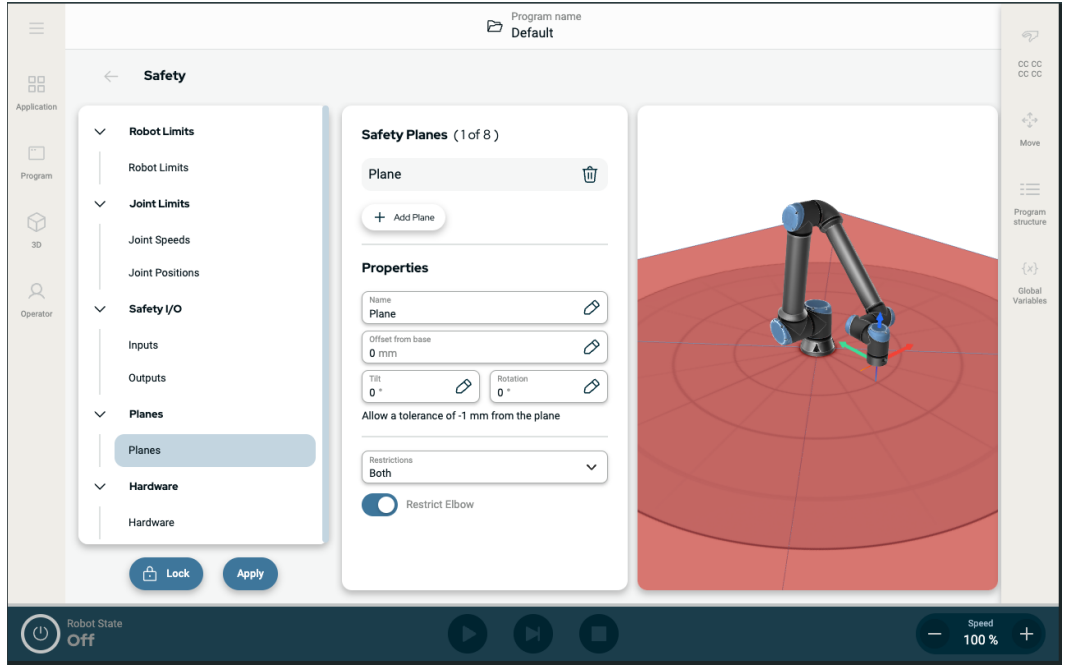 Program name
Default
Safety
Application
Program
3D
Operator
Robot Limits
Robot Limits
Joint Limits
Joint Speeds
Joint Positions
Safety I/O
Inputs
Outputs
Planes
Planes
Hardware
Hardware
Lock
Apply
Safety Planes (1 of 8)
Plane
+ Add Plane
Properties
Name
Plane
Offset from base
0 mm
Tilt
0 °
Rotation
0 °
Allow a tolerance of -1 mm from the plane
Restrictions
Both
Restrict Elbow
CC CC
CC CC
Move
Program
structure
{x}
Global
Variables
Robot State
Off
Speed
− 100 % +